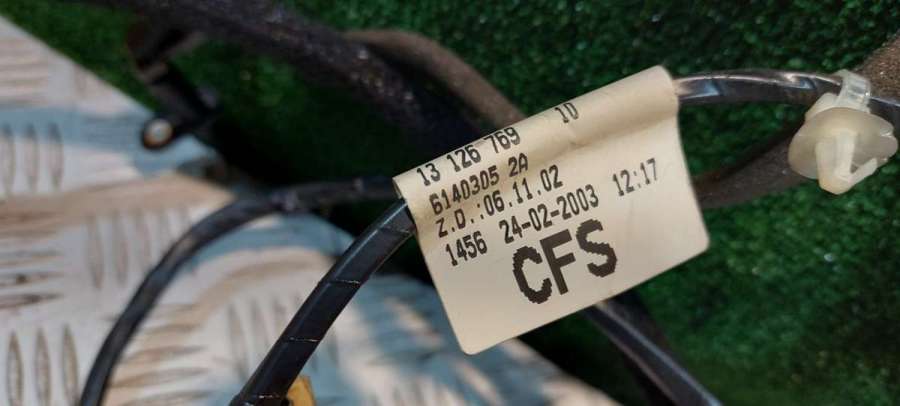 13 126 769 10
6140305 2A
Z.D.:06.11.02
1456 24-02-2003 12:17
CFS